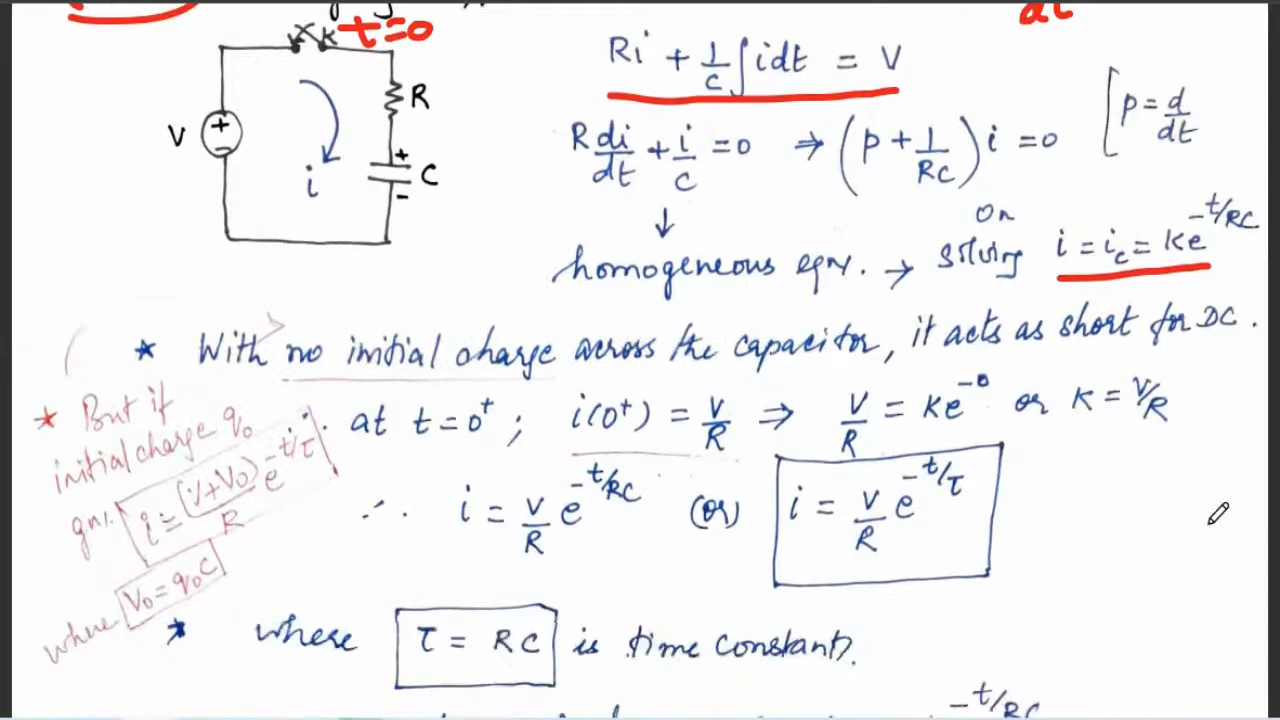 t=0
dt
V
+
−
i
R
+
C
-
Ri + 1/C ∫idt = V
R di/dt + i/C = 0 ⇒ (p + 1/RC) i = 0 [p = d/dt
↓
homogeneous eqn. → on solving i = i_c = Ke^(-t/RC)
* With no initial charge across the capacitor, it acts as short for DC.
at t=0⁺ ; i(0⁺) = V/R ⇒ V/R = Ke^(-0) or K = V/R
∴ i = V/R e^(-t/RC) (or) i = V/R e^(-t/τ)
* But if
initial charge q₀
i = (V+V₀)/R e^(-t/τ)
where V₀ = q₀C
* where τ = RC is time constant.
-t/RC